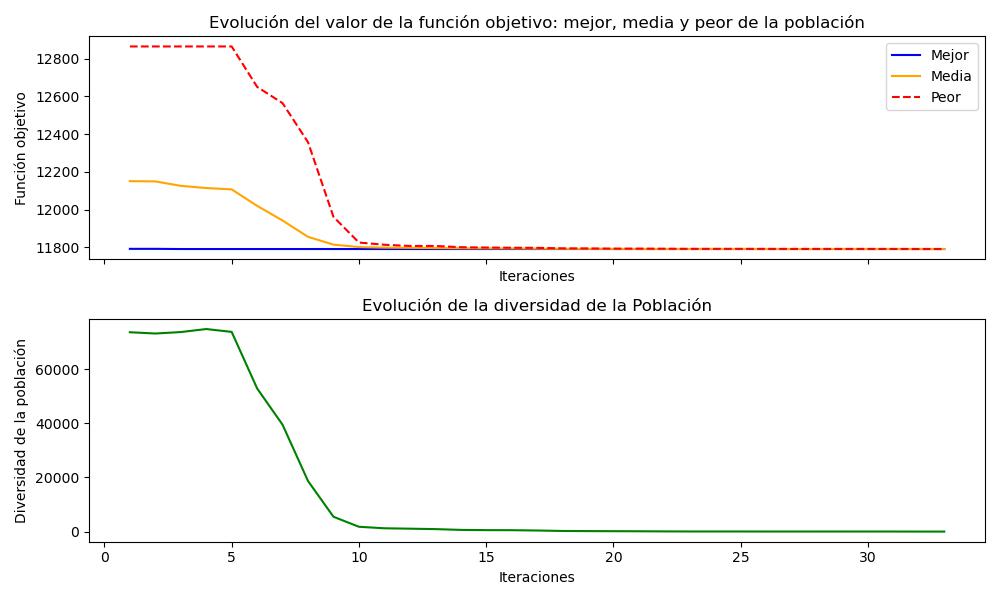 Evolución del valor de la función objetivo: mejor, media y peor de la población
Función objetivo
12800
12600
12400
12200
12000
11800
Mejor
Media
Peor
Iteraciones
Evolución de la diversidad de la Población
Diversidad de la población
60000
40000
20000
0
0 5 10 15 20 25 30
Iteraciones